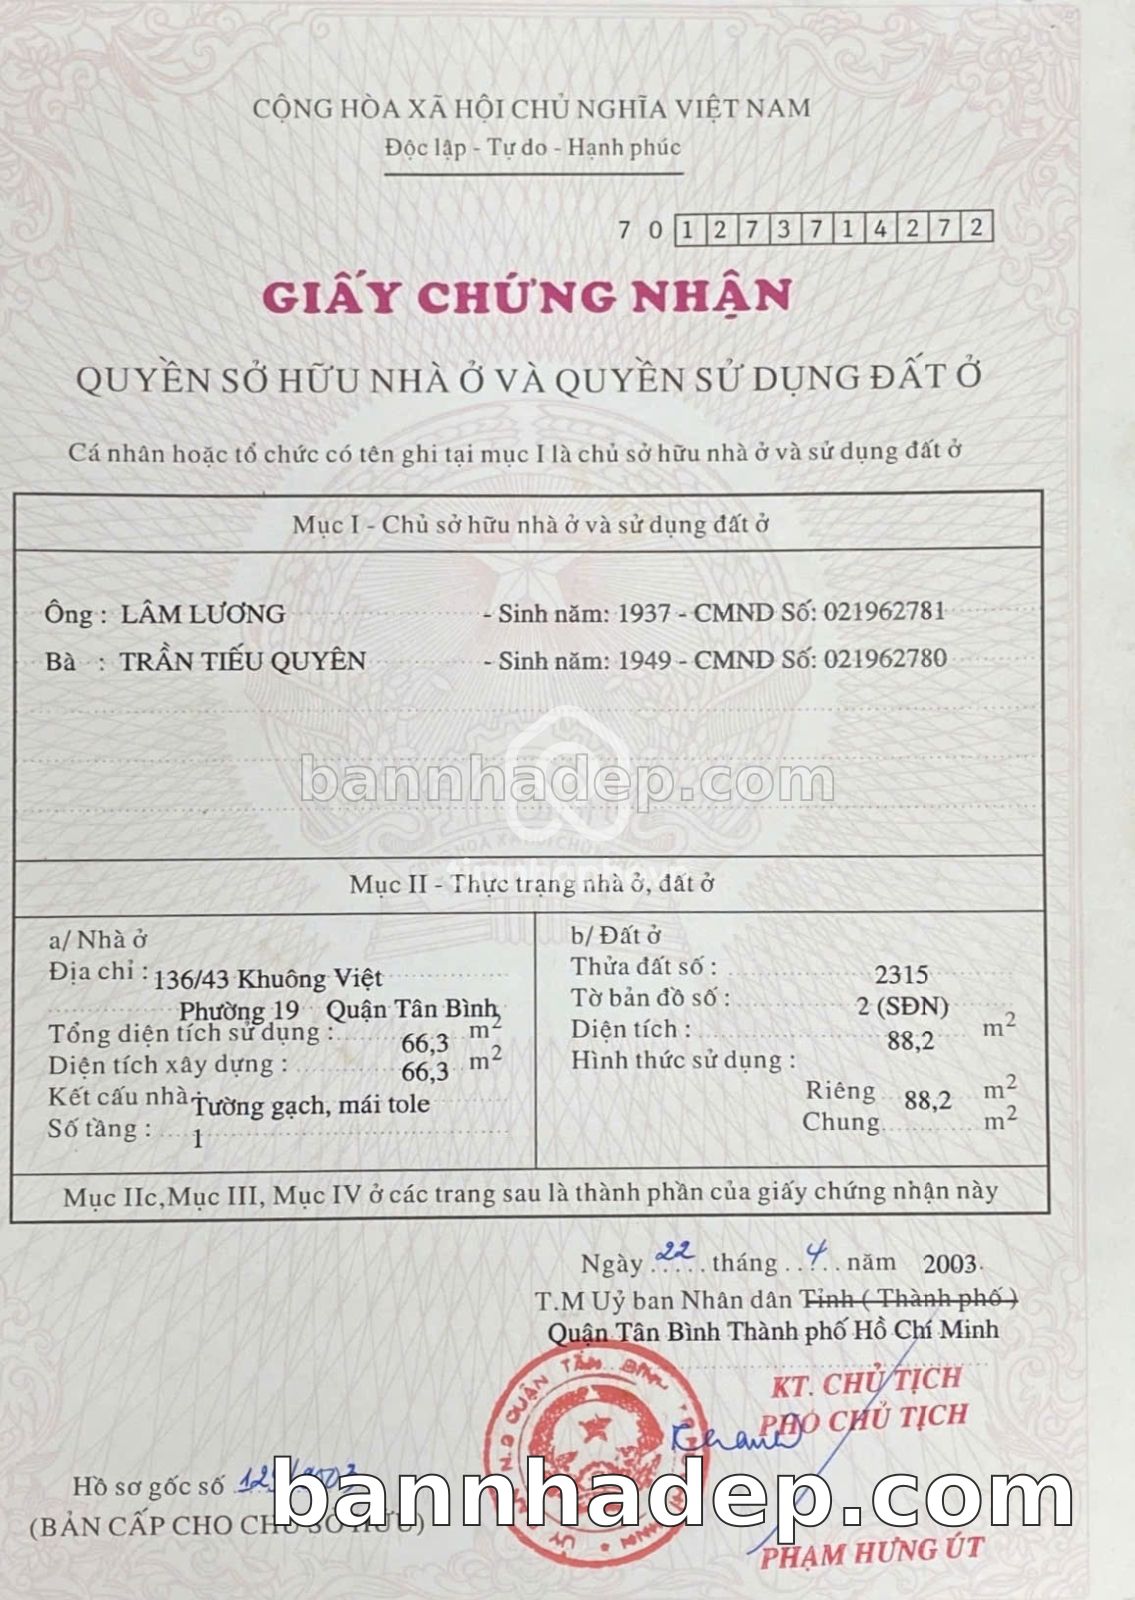 CỘNG HÒA XÃ HỘI CHỦ NGHĨA VIỆT NAM
Độc lập - Tự do - Hạnh phúc
7 0 1 2 7 3 7 1 4 2 7 2
GIẤY CHỨNG NHẬN
QUYỀN SỞ HỮU NHÀ Ở VÀ QUYỀN SỬ DỤNG ĐẤT Ở
Cá nhân hoặc tổ chức có tên ghi tại mục I là chủ sở hữu nhà ở và sử dụng đất ở
Mục I - Chủ sở hữu nhà ở và sử dụng đất ở
Ông : LÂM LƯƠNG - Sinh năm: 1937 - CMND Số: 021962781
Bà : TRẦN TIẾU QUYÊN - Sinh năm: 1949 - CMND Số: 021962780
bannhadep.com
Mục II - Thực trạng nhà ở, đất ở
a/ Nhà ở
Địa chỉ : 136/43 Khuông Việt
Phường 19 Quận Tân Bình
Tổng diện tích sử dụng : 66,3 m²
Diện tích xây dựng : 66,3 m²
Kết cấu nhà : Tường gạch, mái tole
Số tầng : 1
b/ Đất ở
Thửa đất số : 2315
Tờ bản đồ số : 2 (SĐN)
Diện tích : 88,2 m²
Hình thức sử dụng :
Riêng 88,2 m²
Chung m²
Mục IIc,Mục III, Mục IV ở các trang sau là thành phần của giấy chứng nhận này
Ngày 22 tháng 4 năm 2003
T.M Uỷ ban Nhân dân Tỉnh ( Thành phố )
Quận Tân Bình Thành phố Hồ Chí Minh
KT. CHỦ TỊCH
PHÓ CHỦ TỊCH
QUẬN TÂN BÌNH
Hồ sơ gốc số
bannhadep.com
(BẢN CẤP CHO CHỦ SỞ HỮU)
PHẠM HƯNG ÚT